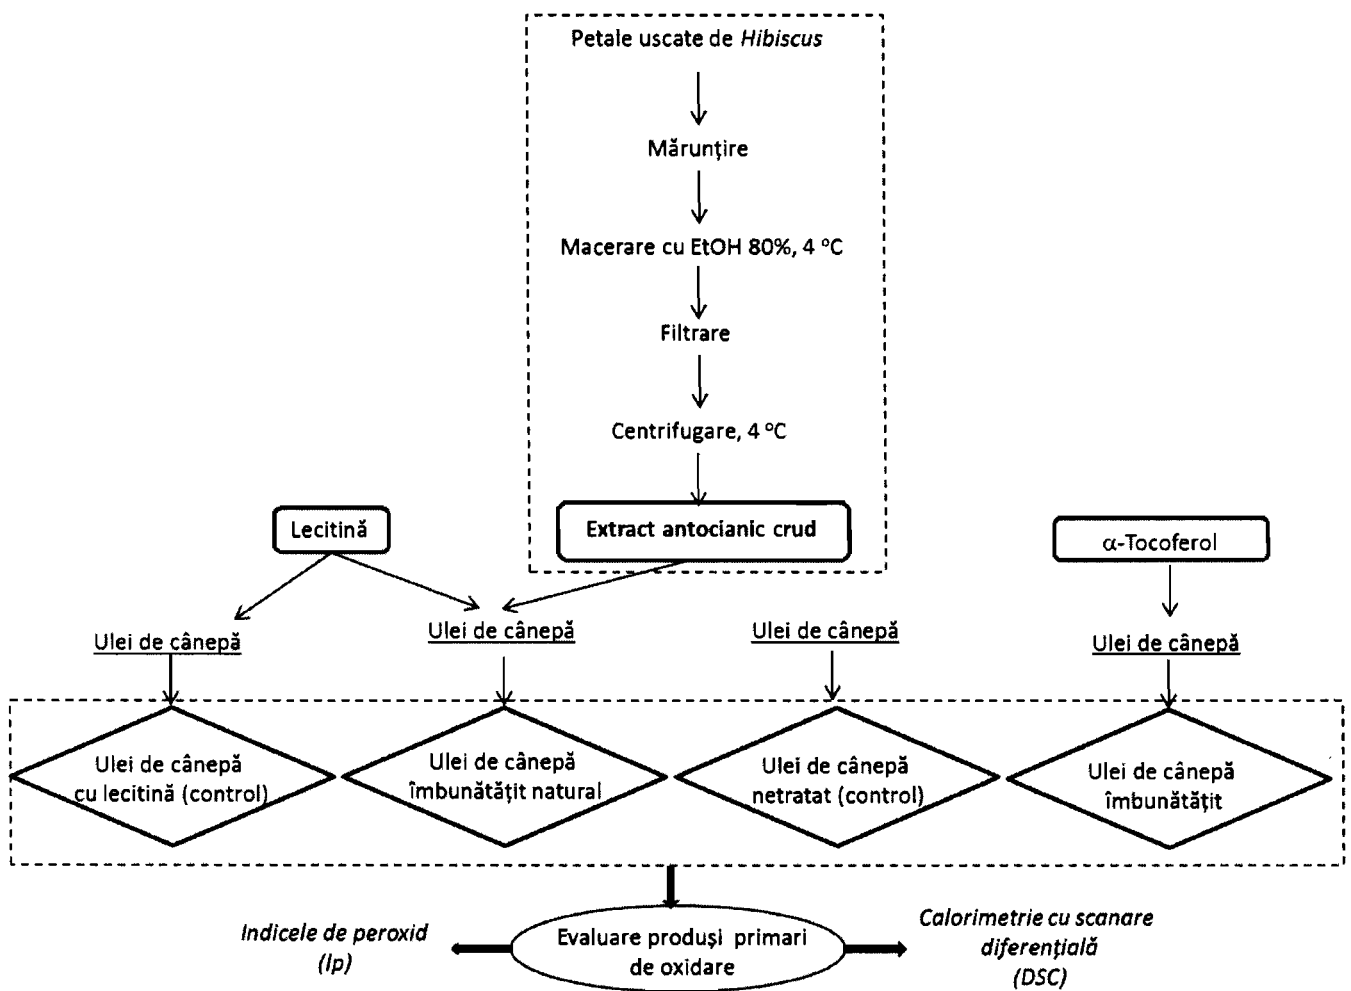 Petale uscate de Hibiscus
Mărunțire
Macerare cu EtOH 80%, 4 °C
Filtrare
Centrifugare, 4 °C
Lecitină
Extract antocianic crud
α-Tocoferol
Ulei de cânepă
Ulei de cânepă
Ulei de cânepă
Ulei de cânepă
Ulei de cânepă
cu lecitină (control)
Ulei de cânepă
îmbunătățit natural
Ulei de cânepă
netratat (control)
Ulei de cânepă
îmbunătățit
Indicele de peroxid
(Ip)
Evaluare produși primari
de oxidare
Calorimetrie cu scanare
diferențială
(DSC)